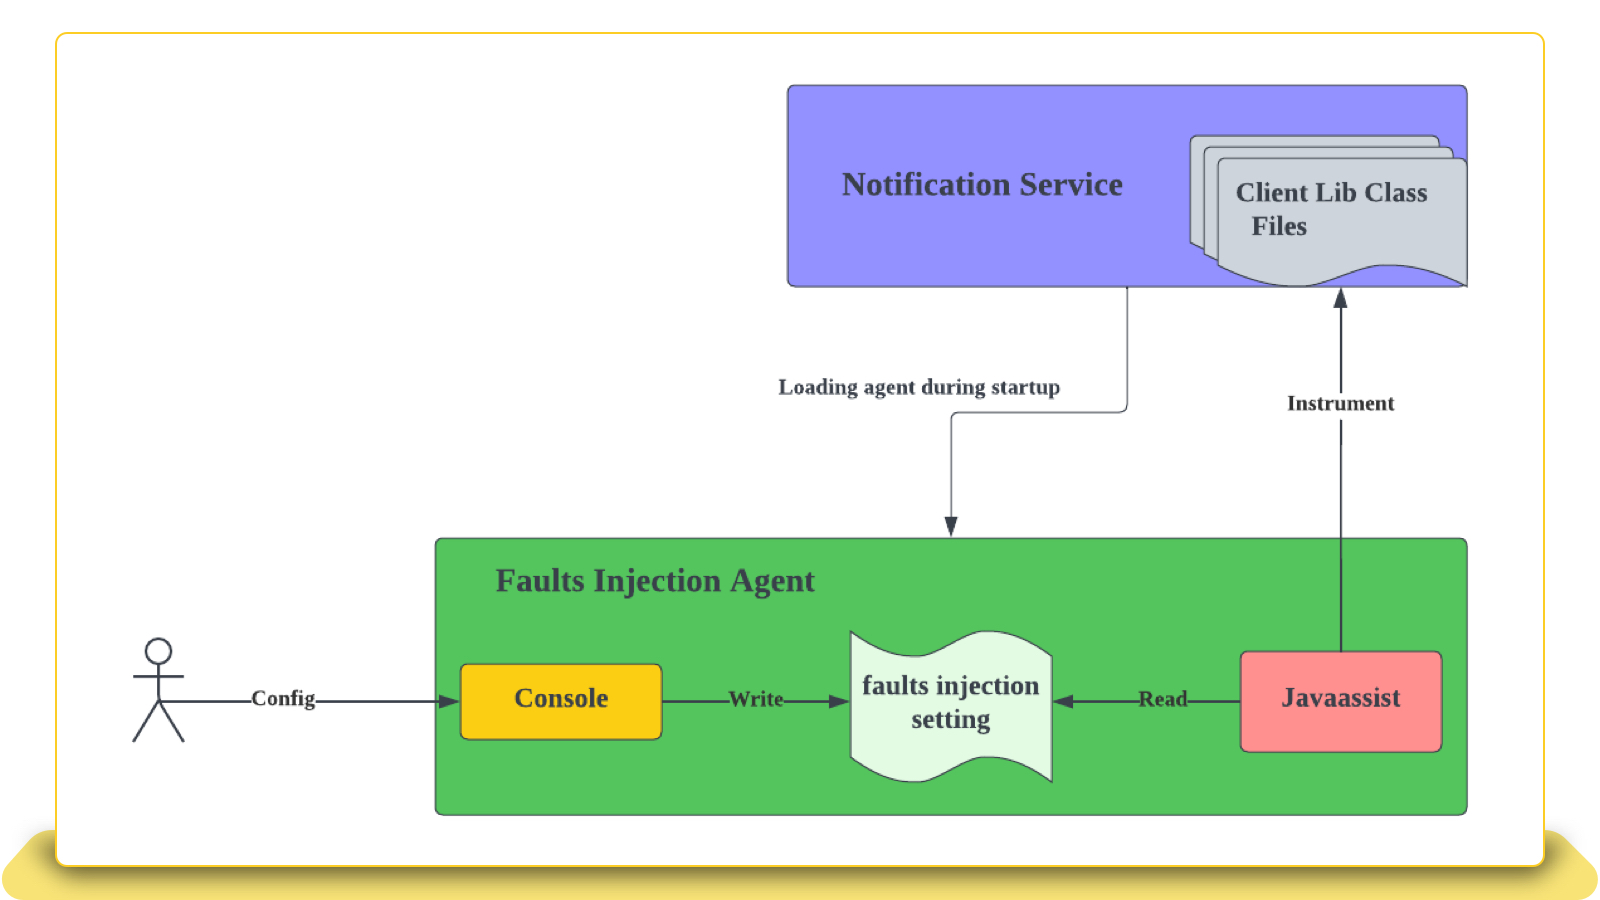 Notification Service
Client Lib Class
Files
Loading agent during startup
Instrument
Faults Injection Agent
Config
Console
Write
faults injection
setting
Read
Javaassist